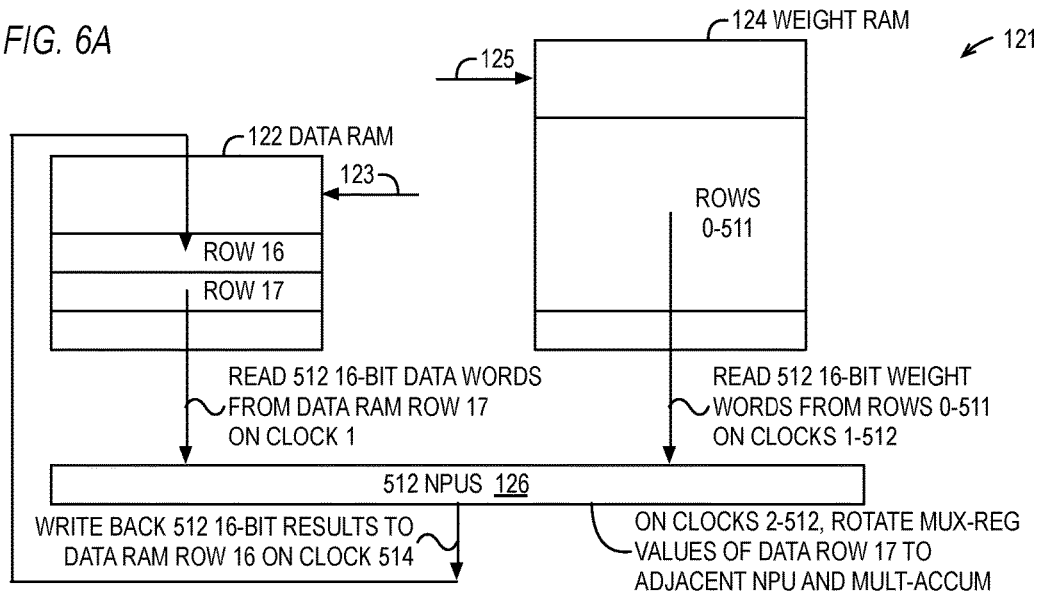 FIG. 6A
124 WEIGHT RAM
121
125
122 DATA RAM
123
ROWS
0-511
ROW 16
ROW 17
READ 512 16-BIT DATA WORDS
FROM DATA RAM ROW 17
ON CLOCK 1
READ 512 16-BIT WEIGHT
WORDS FROM ROWS 0-511
ON CLOCKS 1-512
512 NPUS 126
WRITE BACK 512 16-BIT RESULTS TO
DATA RAM ROW 16 ON CLOCK 514
ON CLOCKS 2-512, ROTATE MUX-REG
VALUES OF DATA ROW 17 TO
ADJACENT NPU AND MULT-ACCUM